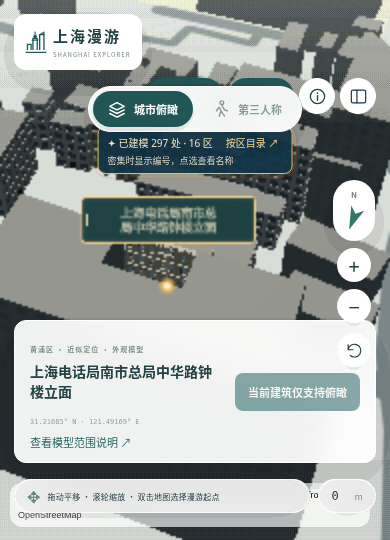 上海漫游
SHANGHAI EXPLORER
城市俯瞰
第三人称
✦ 已建模 297 处 · 16 区 按区目录 ↗
密集时显示编号，点选查看名称
上海电话局南市总
局中华路钟楼立面
N
+
−
黄浦区 · 近似定位 · 外观模型
上海电话局南市总局中华路钟
楼立面
当前建筑仅支持俯瞰
31.21685° N · 121.49169° E
查看模型范围说明 ↗
拖动平移 · 滚轮缩放 · 双击地图选择漫游起点
0 m
OpenStreetMap